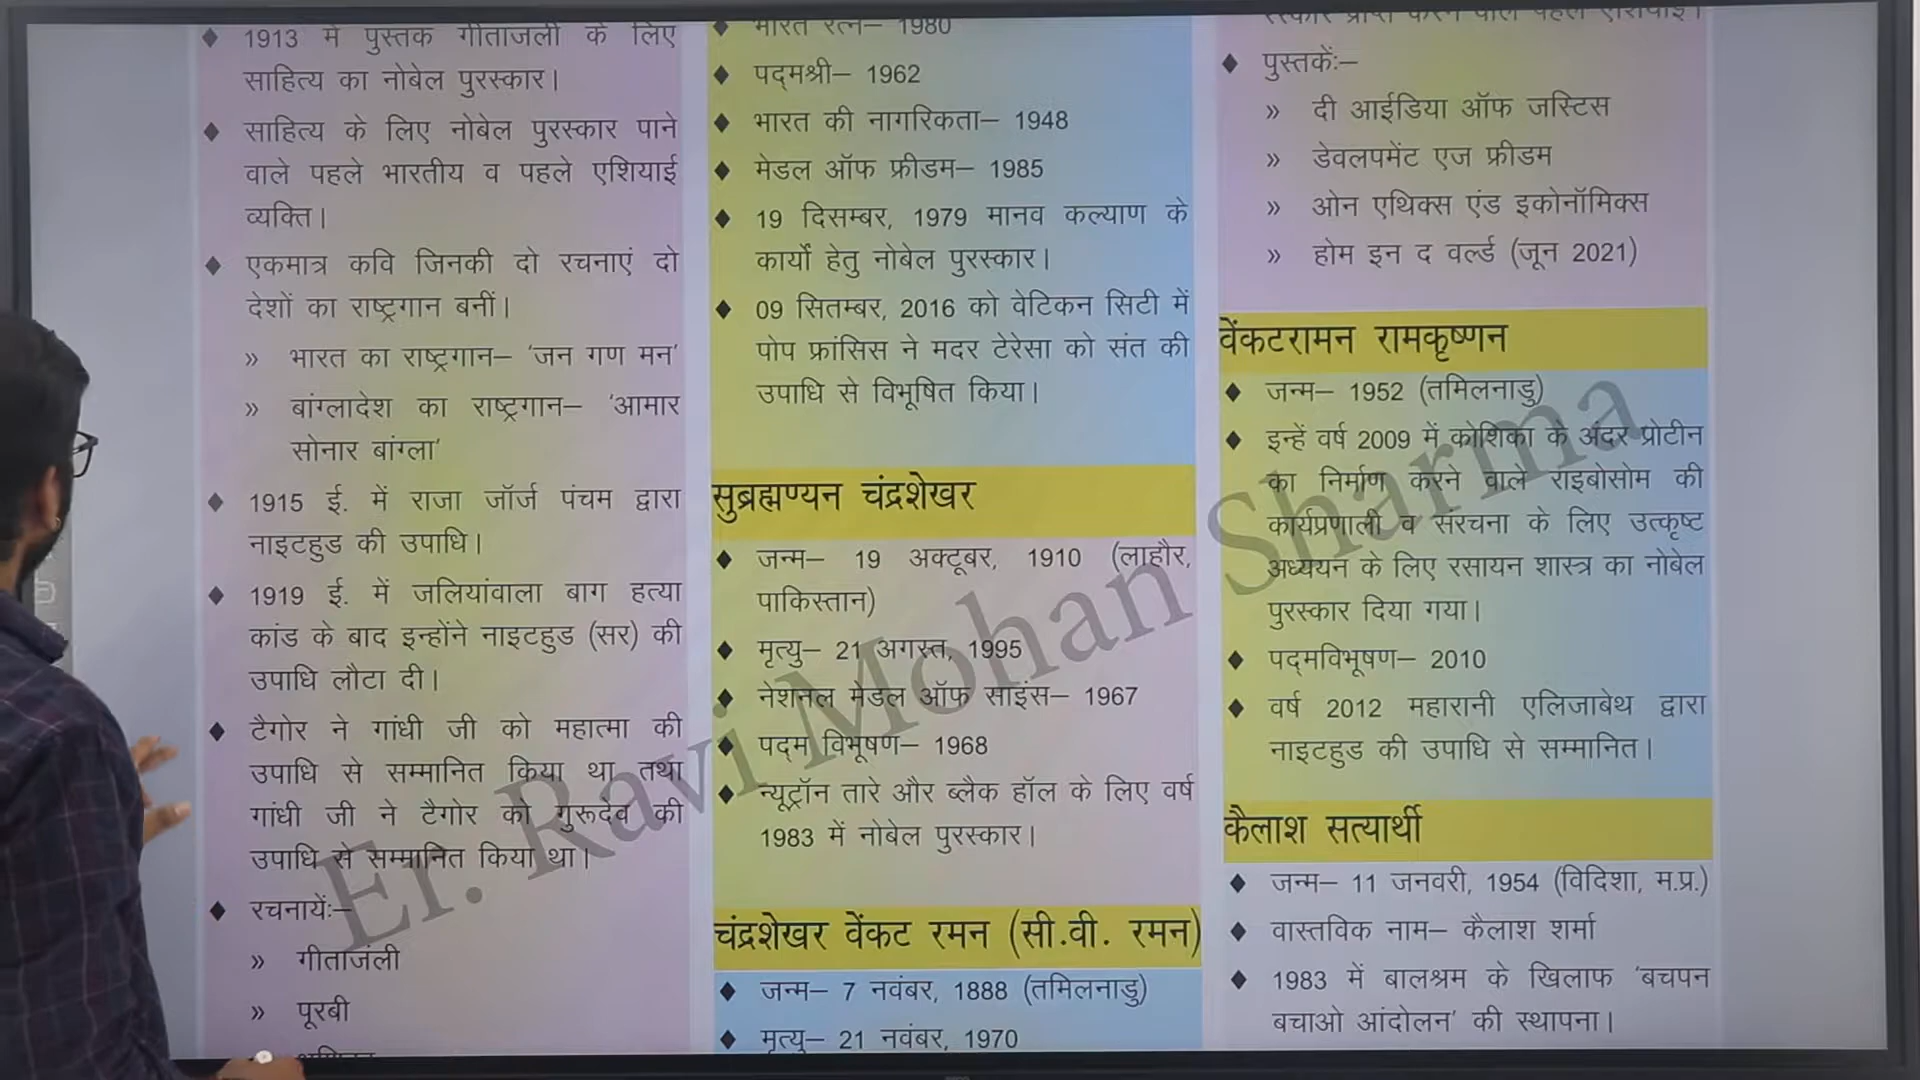 1913 में पुस्तक गीताजंली के लिए
साहित्य का नोबेल पुरस्कार।
साहित्य के लिए नोबेल पुरस्कार पाने
वाले पहले भारतीय व पहले एशियाई
व्यक्ति।
एकमात्र कवि जिनकी दो रचनाएं दो
देशों का राष्ट्रगान बनीं।
» भारत का राष्ट्रगान– 'जन गण मन'
» बांग्लादेश का राष्ट्रगान– 'आमार
सोनार बांग्ला'
1915 ई. में राजा जॉर्ज पंचम द्वारा
नाइटहुड की उपाधि।
1919 ई. में जलियांवाला बाग हत्या
कांड के बाद इन्होंने नाइटहुड (सर) की
उपाधि लौटा दी।
टैगोर ने गांधी जी को महात्मा की
उपाधि से सम्मानित किया था तथा
गांधी जी ने टैगोर को गुरूदेव की
उपाधि से सम्मानित किया था।
रचनायें:–
» गीताजंली
» पूरबी
भारत रत्न– 1980
पद्मश्री– 1962
भारत की नागरिकता– 1948
मेडल ऑफ फ्रीडम– 1985
19 दिसम्बर, 1979 मानव कल्याण के
कार्यो हेतु नोबेल पुरस्कार।
09 सितम्बर, 2016 को वेटिकन सिटी में
पोप फ्रांसिस ने मदर टेरेसा को संत की
उपाधि से विभूषित किया।
सुब्रह्मण्यन चंद्रशेखर
जन्म– 19 अक्टूबर, 1910 (लाहौर,
पाकिस्तान)
मृत्यु– 21 अगस्त, 1995
नेशनल मेडल ऑफ साइंस– 1967
पद्म विभूषण– 1968
न्यूट्रॉन तारे और ब्लैक हॉल के लिए वर्ष
1983 में नोबेल पुरस्कार।
चंद्रशेखर वेंकट रमन (सी.वी. रमन)
जन्म– 7 नवंबर, 1888 (तमिलनाडु)
मृत्यु– 21 नवंबर, 1970
प्राप्त करने वाले पहले एशियाई।
पुस्तकें:–
» दी आईडिया ऑफ जस्टिस
» डेवलपमेंट एज फ्रीडम
» ओन एथिक्स एंड इकोनॉमिक्स
» होम इन द वर्ल्ड (जून 2021)
वेंकटरामन रामकृष्णन
जन्म– 1952 (तमिलनाडु)
इन्हें वर्ष 2009 में कोशिका के अंदर प्रोटीन
का निर्माण करने वाले राइबोसोम की
कार्यप्रणाली व संरचना के लिए उत्कृष्ट
अध्ययन के लिए रसायन शास्त्र का नोबेल
पुरस्कार दिया गया।
पद्मविभूषण– 2010
वर्ष 2012 महारानी एलिजाबेथ द्वारा
नाइटहुड की उपाधि से सम्मानित।
कैलाश सत्यार्थी
जन्म– 11 जनवरी, 1954 (विदिशा, म.प्र.)
वास्तविक नाम– कैलाश शर्मा
1983 में बालश्रम के खिलाफ 'बचपन
बचाओ आंदोलन' की स्थापना।
Er. Ravi Mohan Sharma